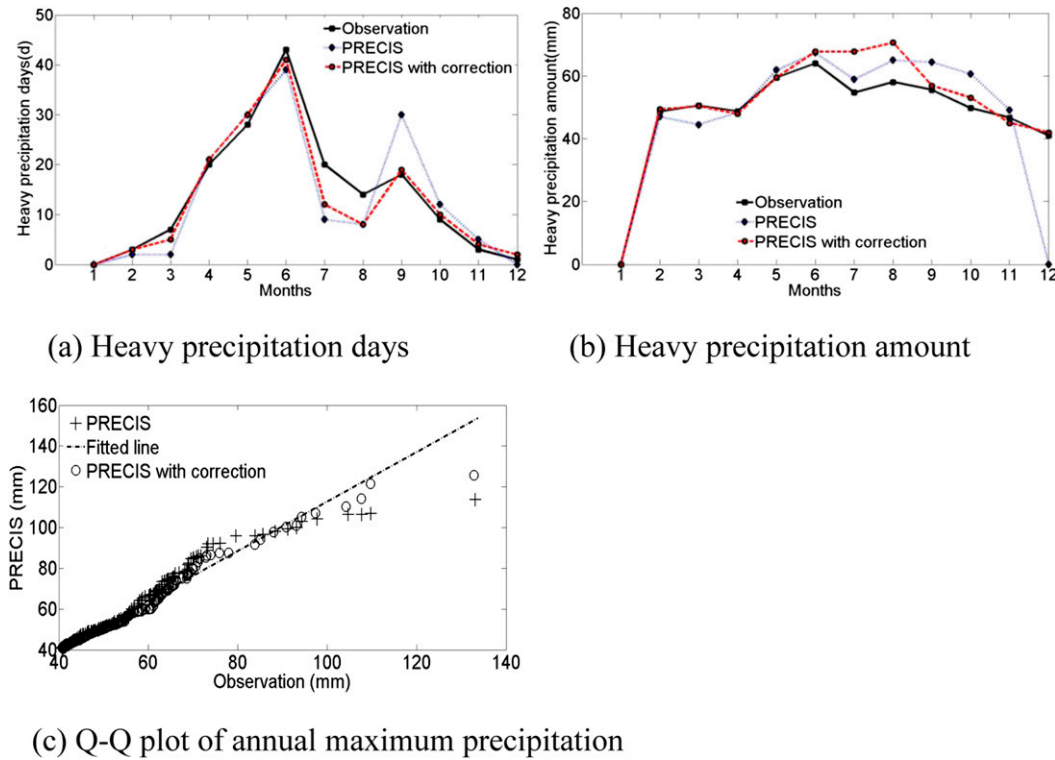 Heavy precipitation days(d)
50
40
30
20
10
0
Observation
PRECIS
PRECIS with correction
1 2 3 4 5 6 7 8 9 10 11 12
Months
(a) Heavy precipitation days
Heavy precipitation amount(mm)
80
60
40
20
0
Observation
PRECIS
PRECIS with correction
1 2 3 4 5 6 7 8 9 10 11 12
Months
(b) Heavy precipitation amount
PRECIS (mm)
160
140
120
100
80
60
40
PRECIS
Fitted line
PRECIS with correction
40 60 80 100 120 140
Observation (mm)
(c) Q-Q plot of annual maximum precipitation